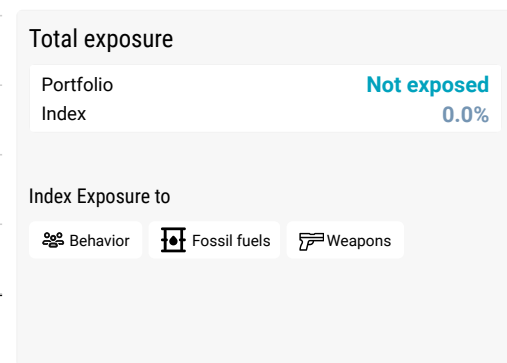 Total exposure
Portfolio Not exposed
Index 0.0%
Index Exposure to
Behavior Fossil fuels Weapons